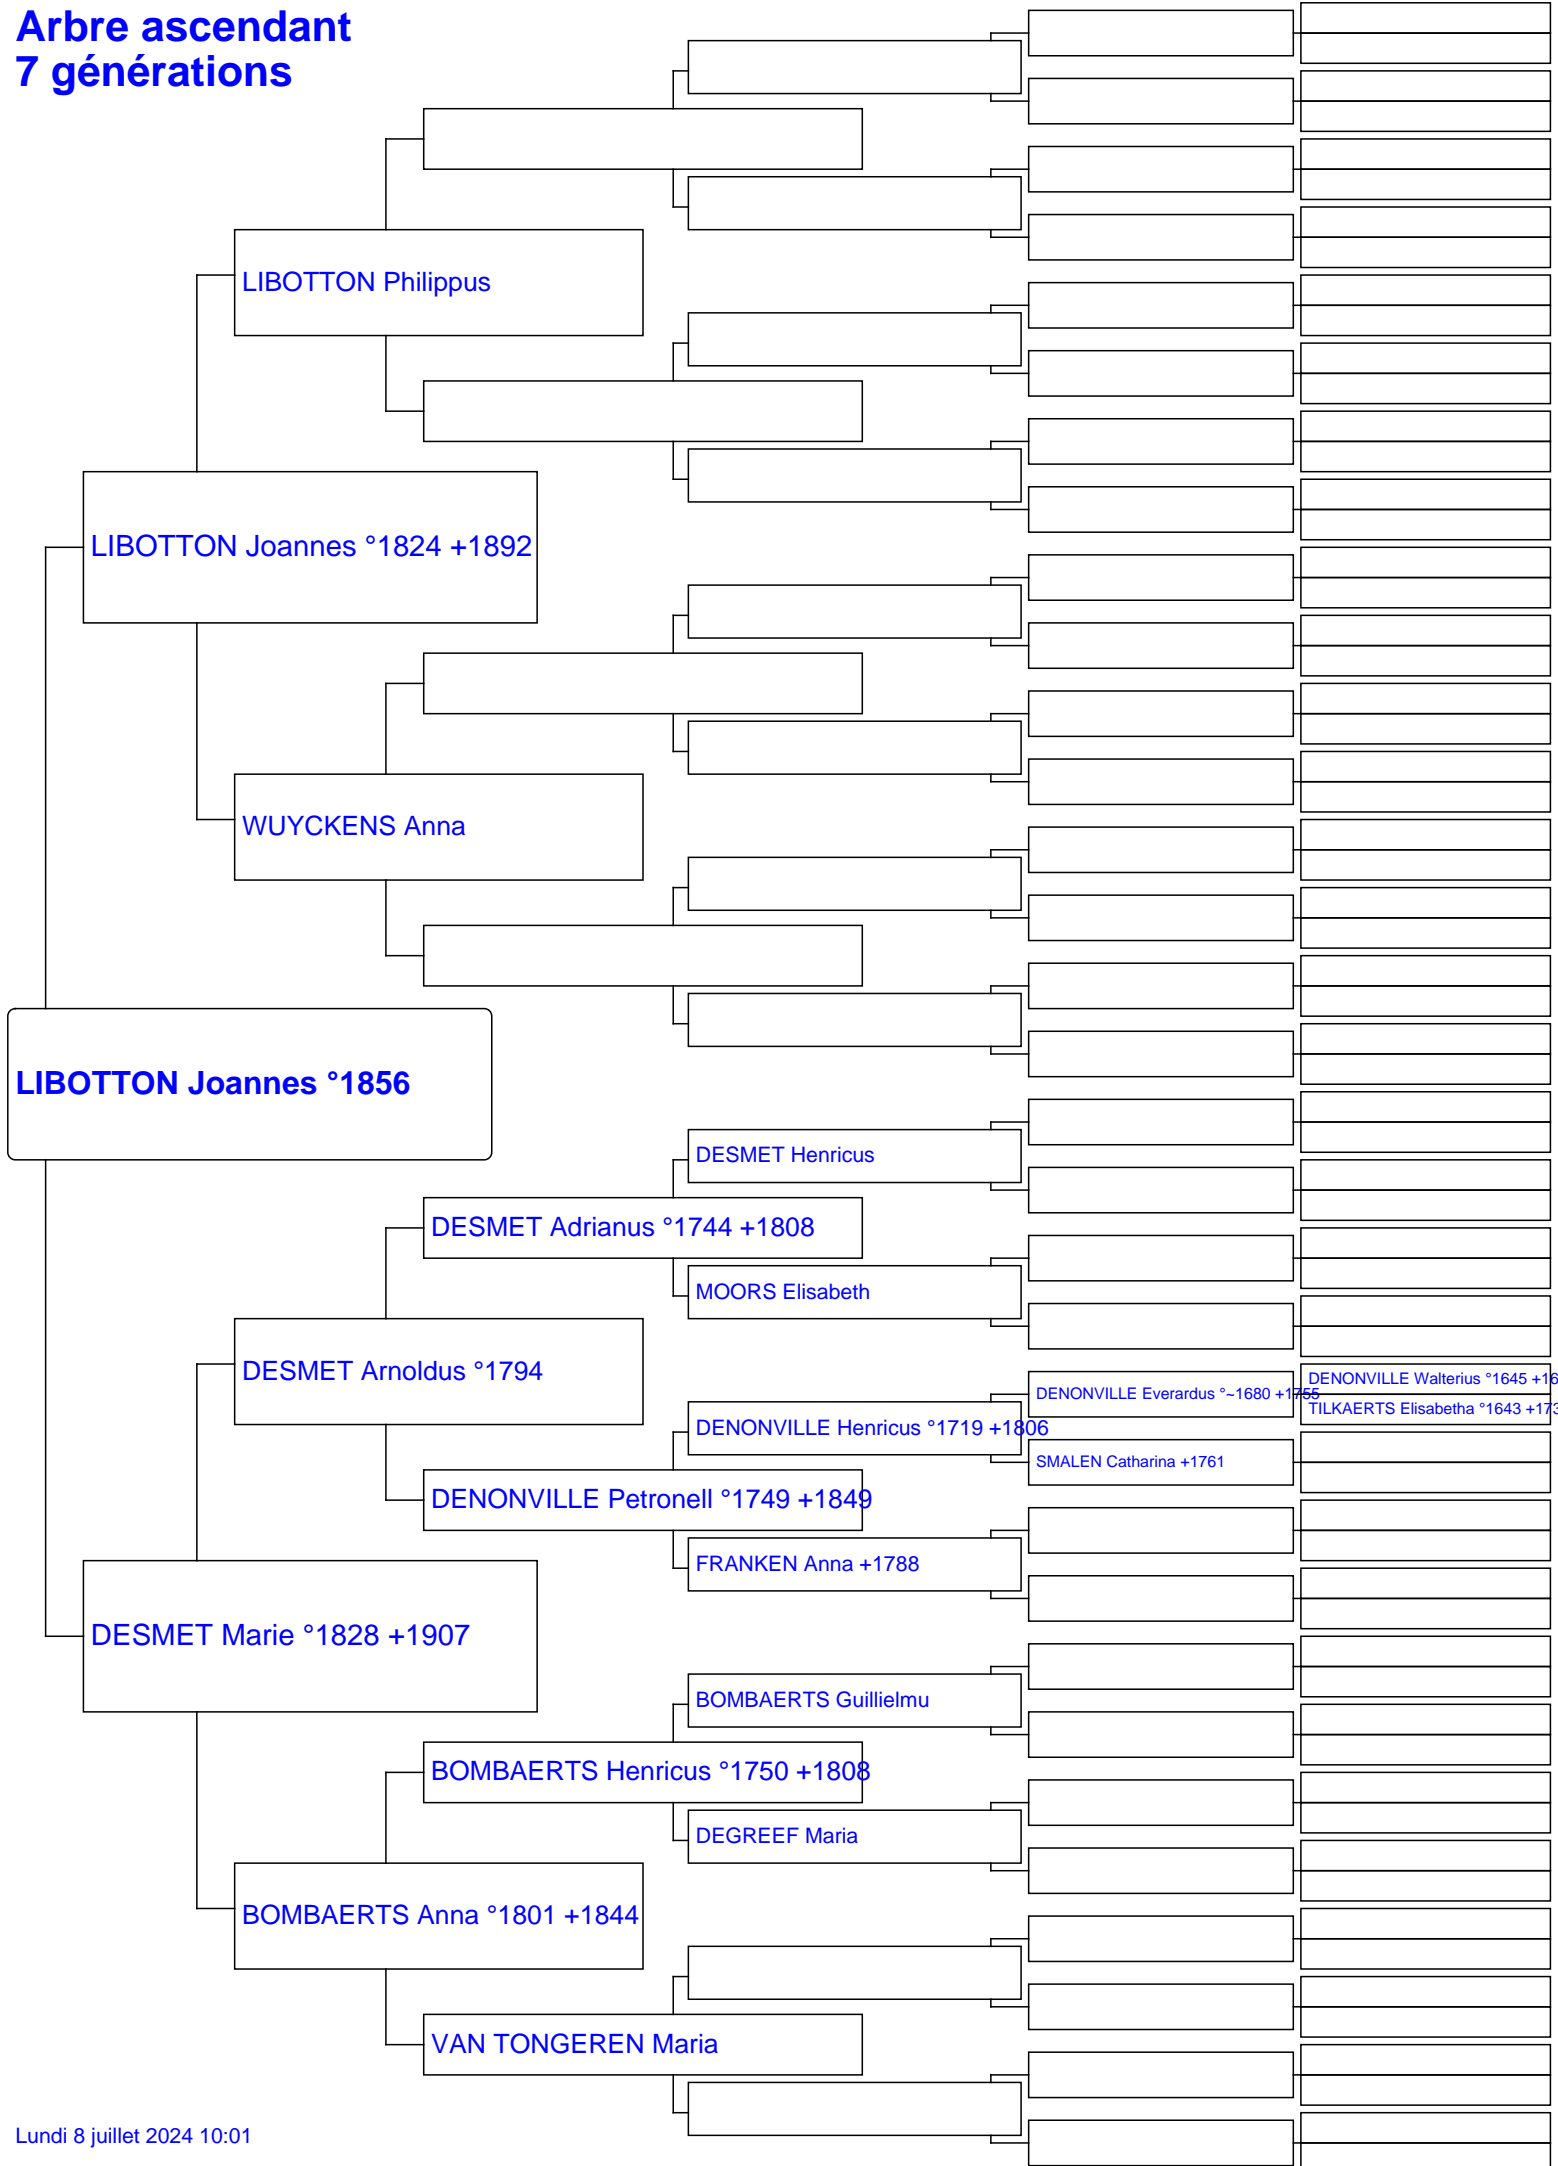 Arbre ascendant
7 générations
LIBOTTON Philippus
LIBOTTON Joannes °1824 +1892
WUYCKENS Anna
LIBOTTON Joannes °1856
DESMET Henricus
DESMET Adrianus °1744 +1808
MOORS Elisabeth
DESMET Arnoldus °1794
DENONVILLE Walterius °1645 +16
DENONVILLE Everardus °~1680 +1755
TILKAERTS Elisabetha °1643 +173
DENONVILLE Henricus °1719 +1806
SMALEN Catharina +1761
DENONVILLE Petronell °1749 +1849
FRANKEN Anna +1788
DESMET Marie °1828 +1907
BOMBAERTS Guillielmu
BOMBAERTS Henricus °1750 +1808
DEGREEF Maria
BOMBAERTS Anna °1801 +1844
VAN TONGEREN Maria
Lundi 8 juillet 2024 10:01